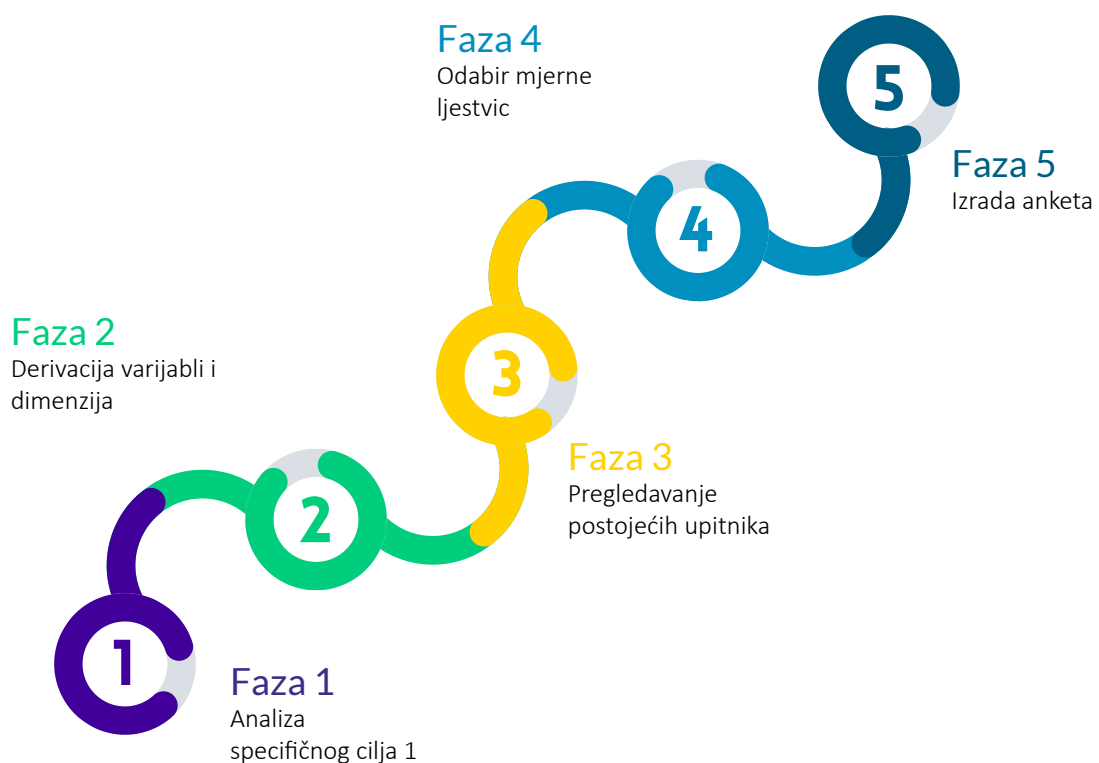 Faza 4
Odabir mjerne
ljestvic
5
Faza 5
Izrada anketa
4
Faza 2
Derivacija varijabli i
dimenzija
3
Faza 3
Pregledavanje
postojećih upitnika
2
1
Faza 1
Analiza
specifičnog cilja 1